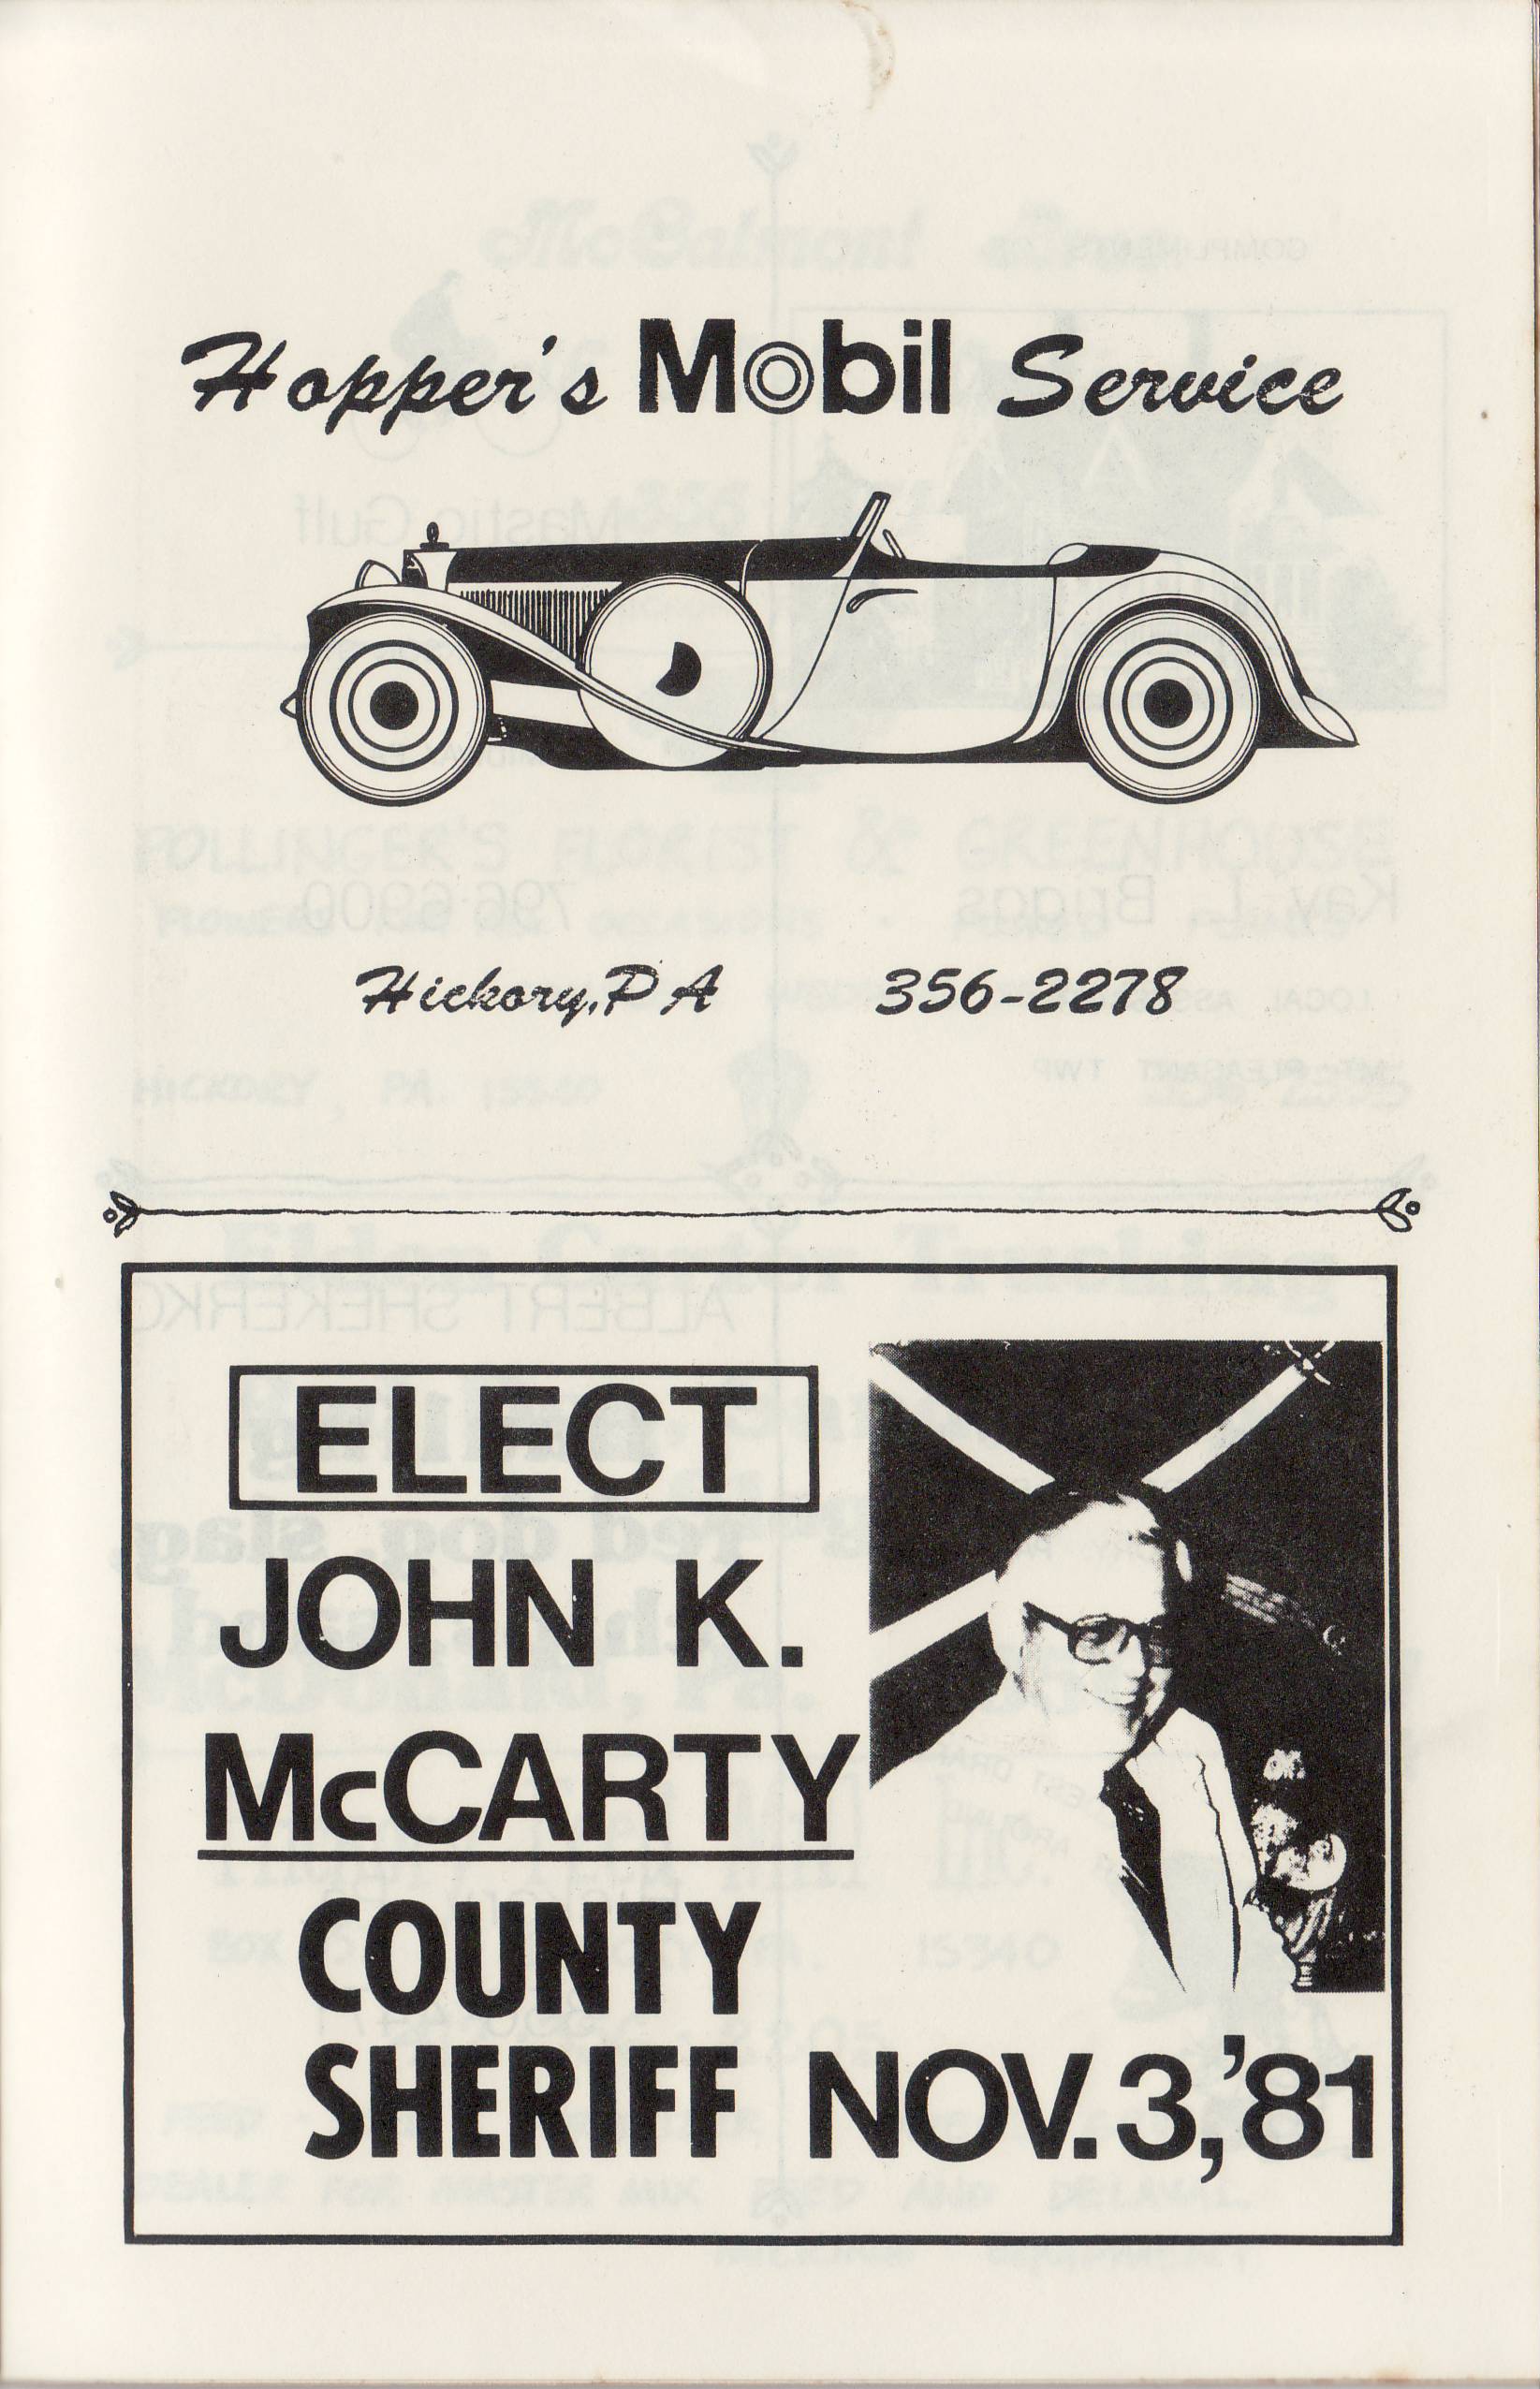 Hopper's Mobil Service
Hickory, PA 356-2278
ELECT
JOHN K.
McCARTY
COUNTY
SHERIFF NOV. 3, '81